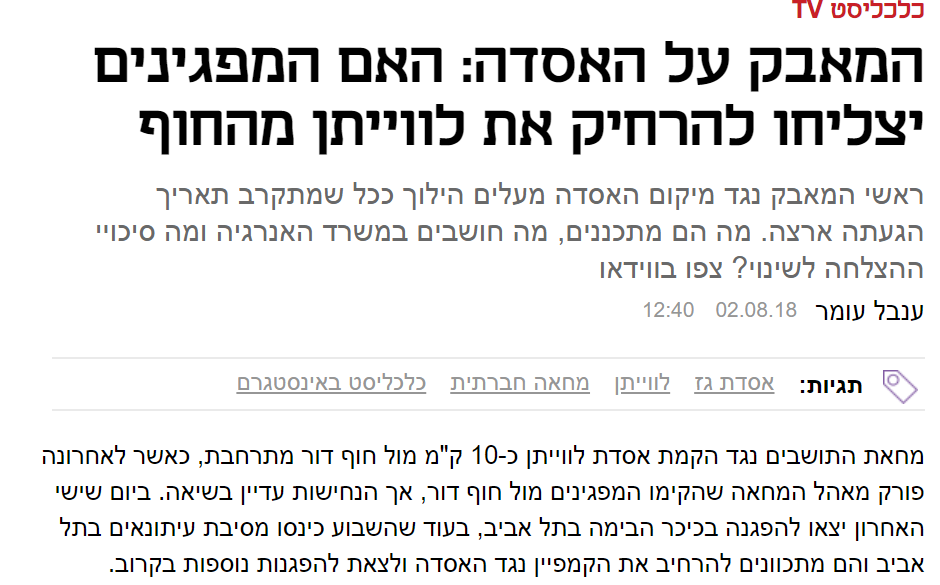 כלכליסט TV
המאבק על האסדה: האם המפגינים
יצליחו להרחיק את לווייתן מהחוף
ראשי המאבק נגד מיקום האסדה מעלים הילוך ככל שמתקרב תאריך
הגעתה ארצה. מה הם מתכננים, מה חושבים במשרד האנרגיה ומה סיכויי
ההצלחה לשינוי? צפו בווידאו
ענבל עומר 02.08.18 12:40
תגיות: אסדת גז לווייתן מחאה חברתית כלכליסט באינסטגרם
מחאת התושבים נגד הקמת אסדת לווייתן כ-10 ק"מ מול חוף דור מתרחבת, כאשר לאחרונה
פורק מאהל המחאה שהקימו המפגינים מול חוף דור, אך הנחישות עדיין בשיאה. ביום שישי
האחרון יצאו להפגנה בכיכר הבימה בתל אביב, בעוד שהשבוע כינסו מסיבת עיתונאים בתל
אביב והם מתכוונים להרחיב את הקמפיין נגד האסדה ולצאת להפגנות נוספות בקרוב.